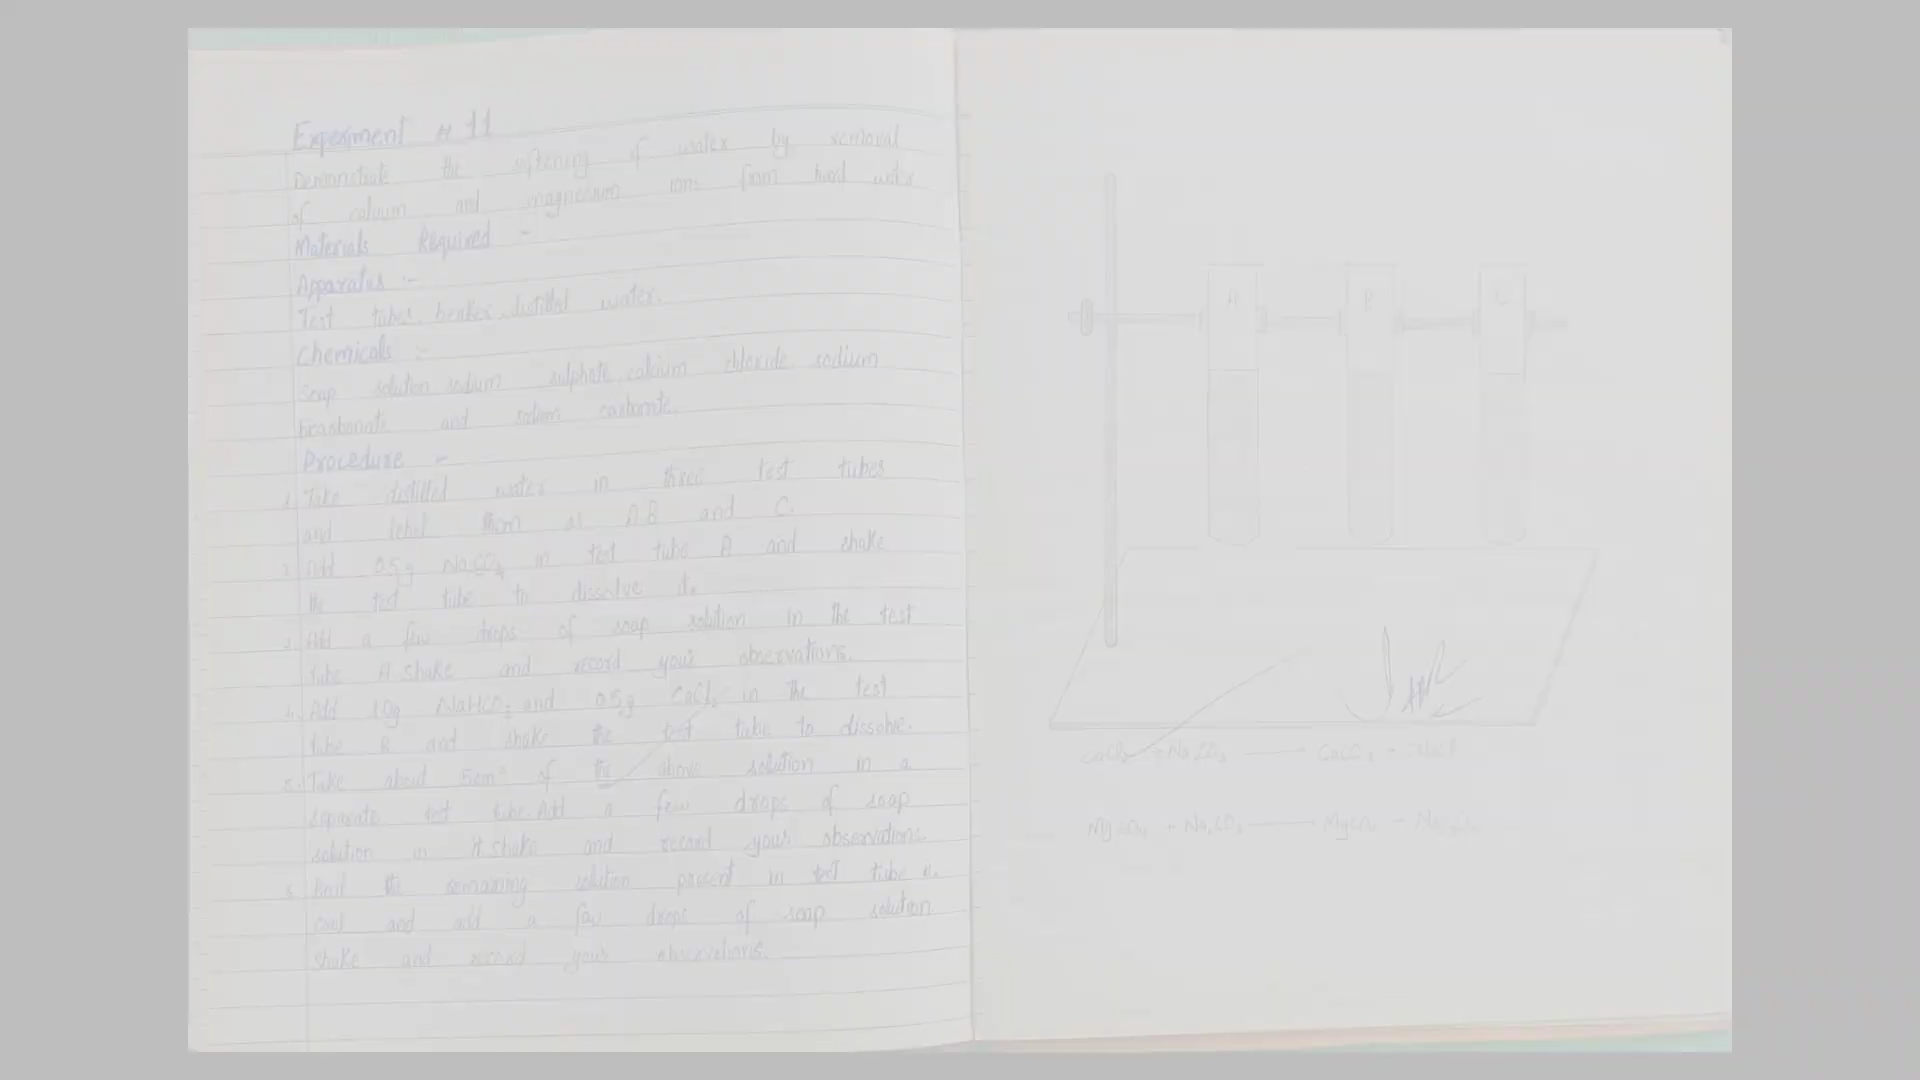 Experiment # 11
Demonstrate the softening of water by removal
of calcium and magnesium ions from hard water
Materials Required :-
Apparatus :-
Test tubes, beaker, distilled water.
Chemicals :-
Soap solution, sodium sulphate, calcium chloride, sodium
bicarbonate and sodium carbonate.
Procedure :-
1. Take distilled water in three test tubes
and lebel them as A, B and C.
2. Add 0.5g in test tube A and shake
the test tube to dissolve it.
3. Add a few drops of soap solution in the test
tube A. Shake and record your observations.
4. Add 1.0g NaHCO3 and 0.5g CaCl2 in the test
tube B and shake the test tube to dissolve.
5. Take about 5cm³ of the above solution in a
separate test tube. Add a few drops of soap
solution in it. Shake and record your observations.
6. Boil the remaining solution present in test tube
cool and add a few drops of soap solution
shake and record your observations.
A B C
CaCl2 + Na2CO3 → CaCO3 +
+ Na2CO3 →